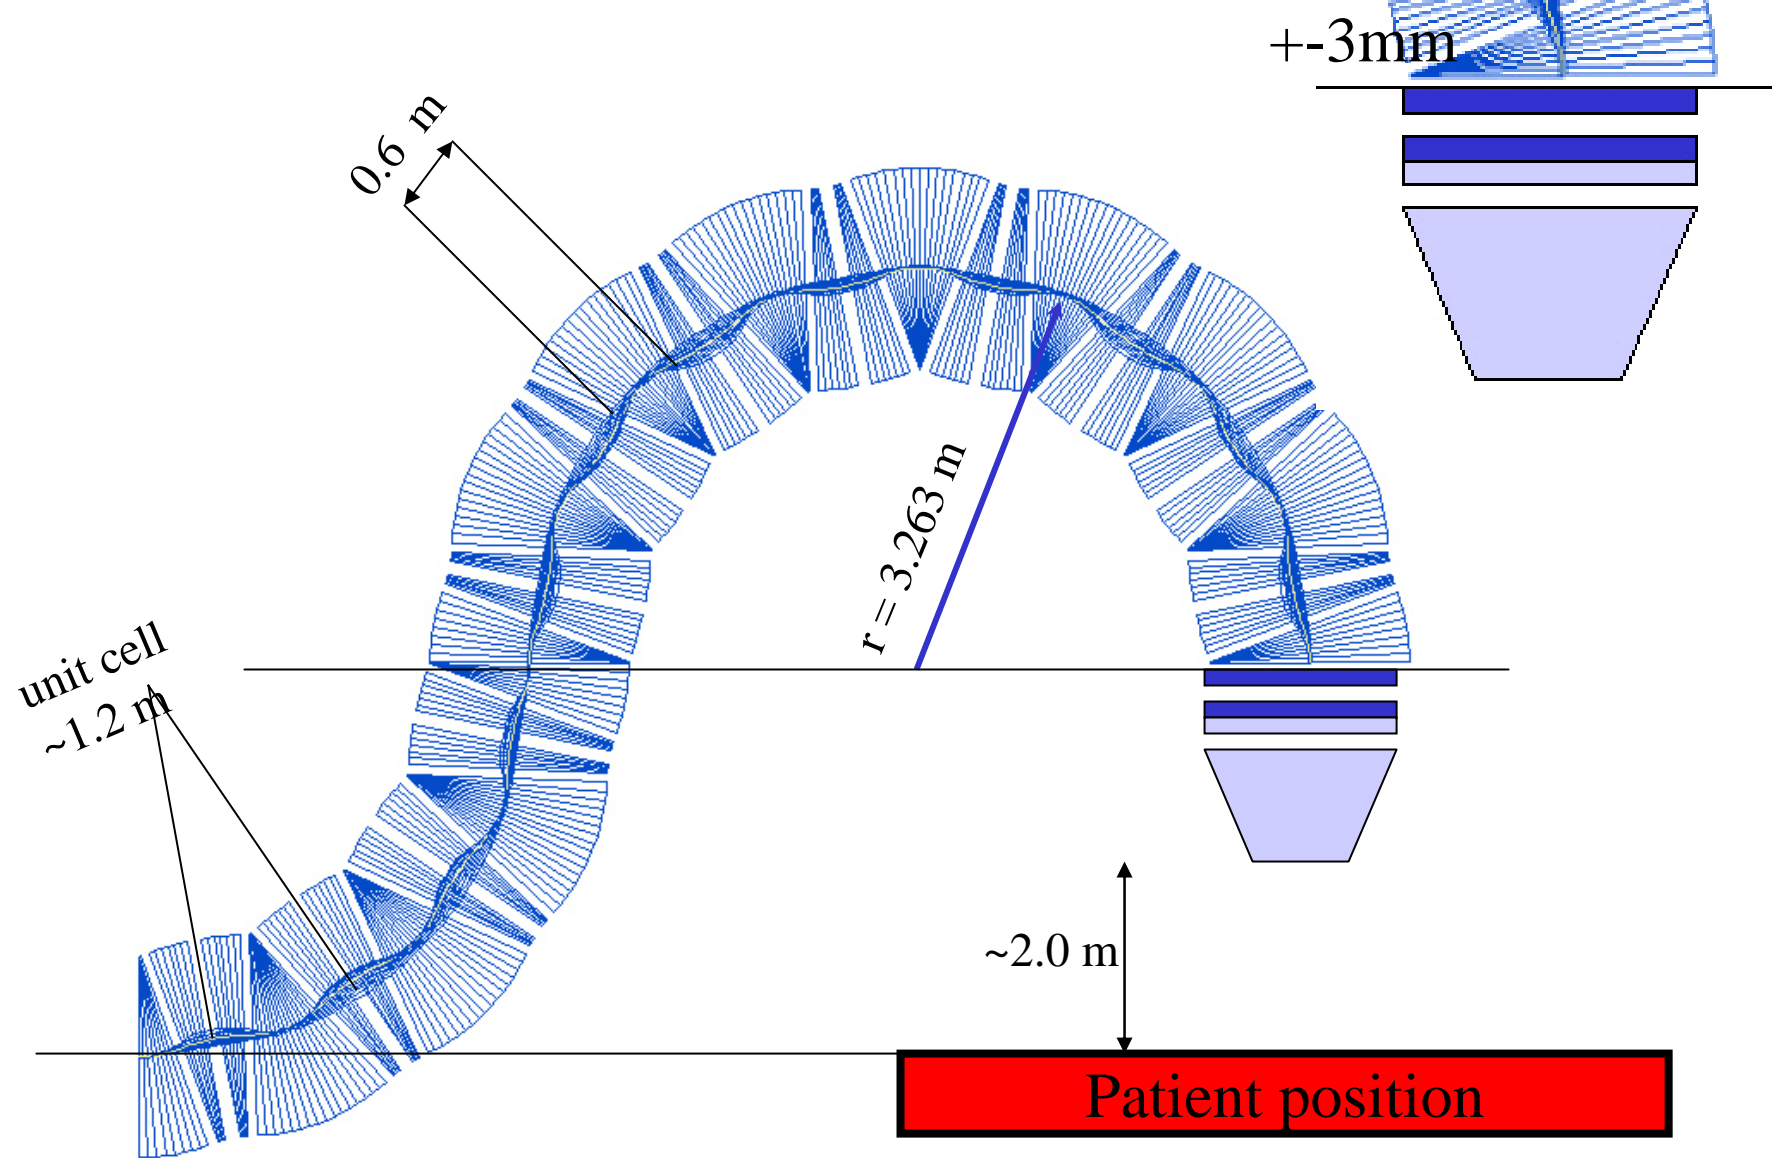 +-3mm
0.6 m
r = 3.263 m
unit cell
~1.2 m
~2.0 m
Patient position